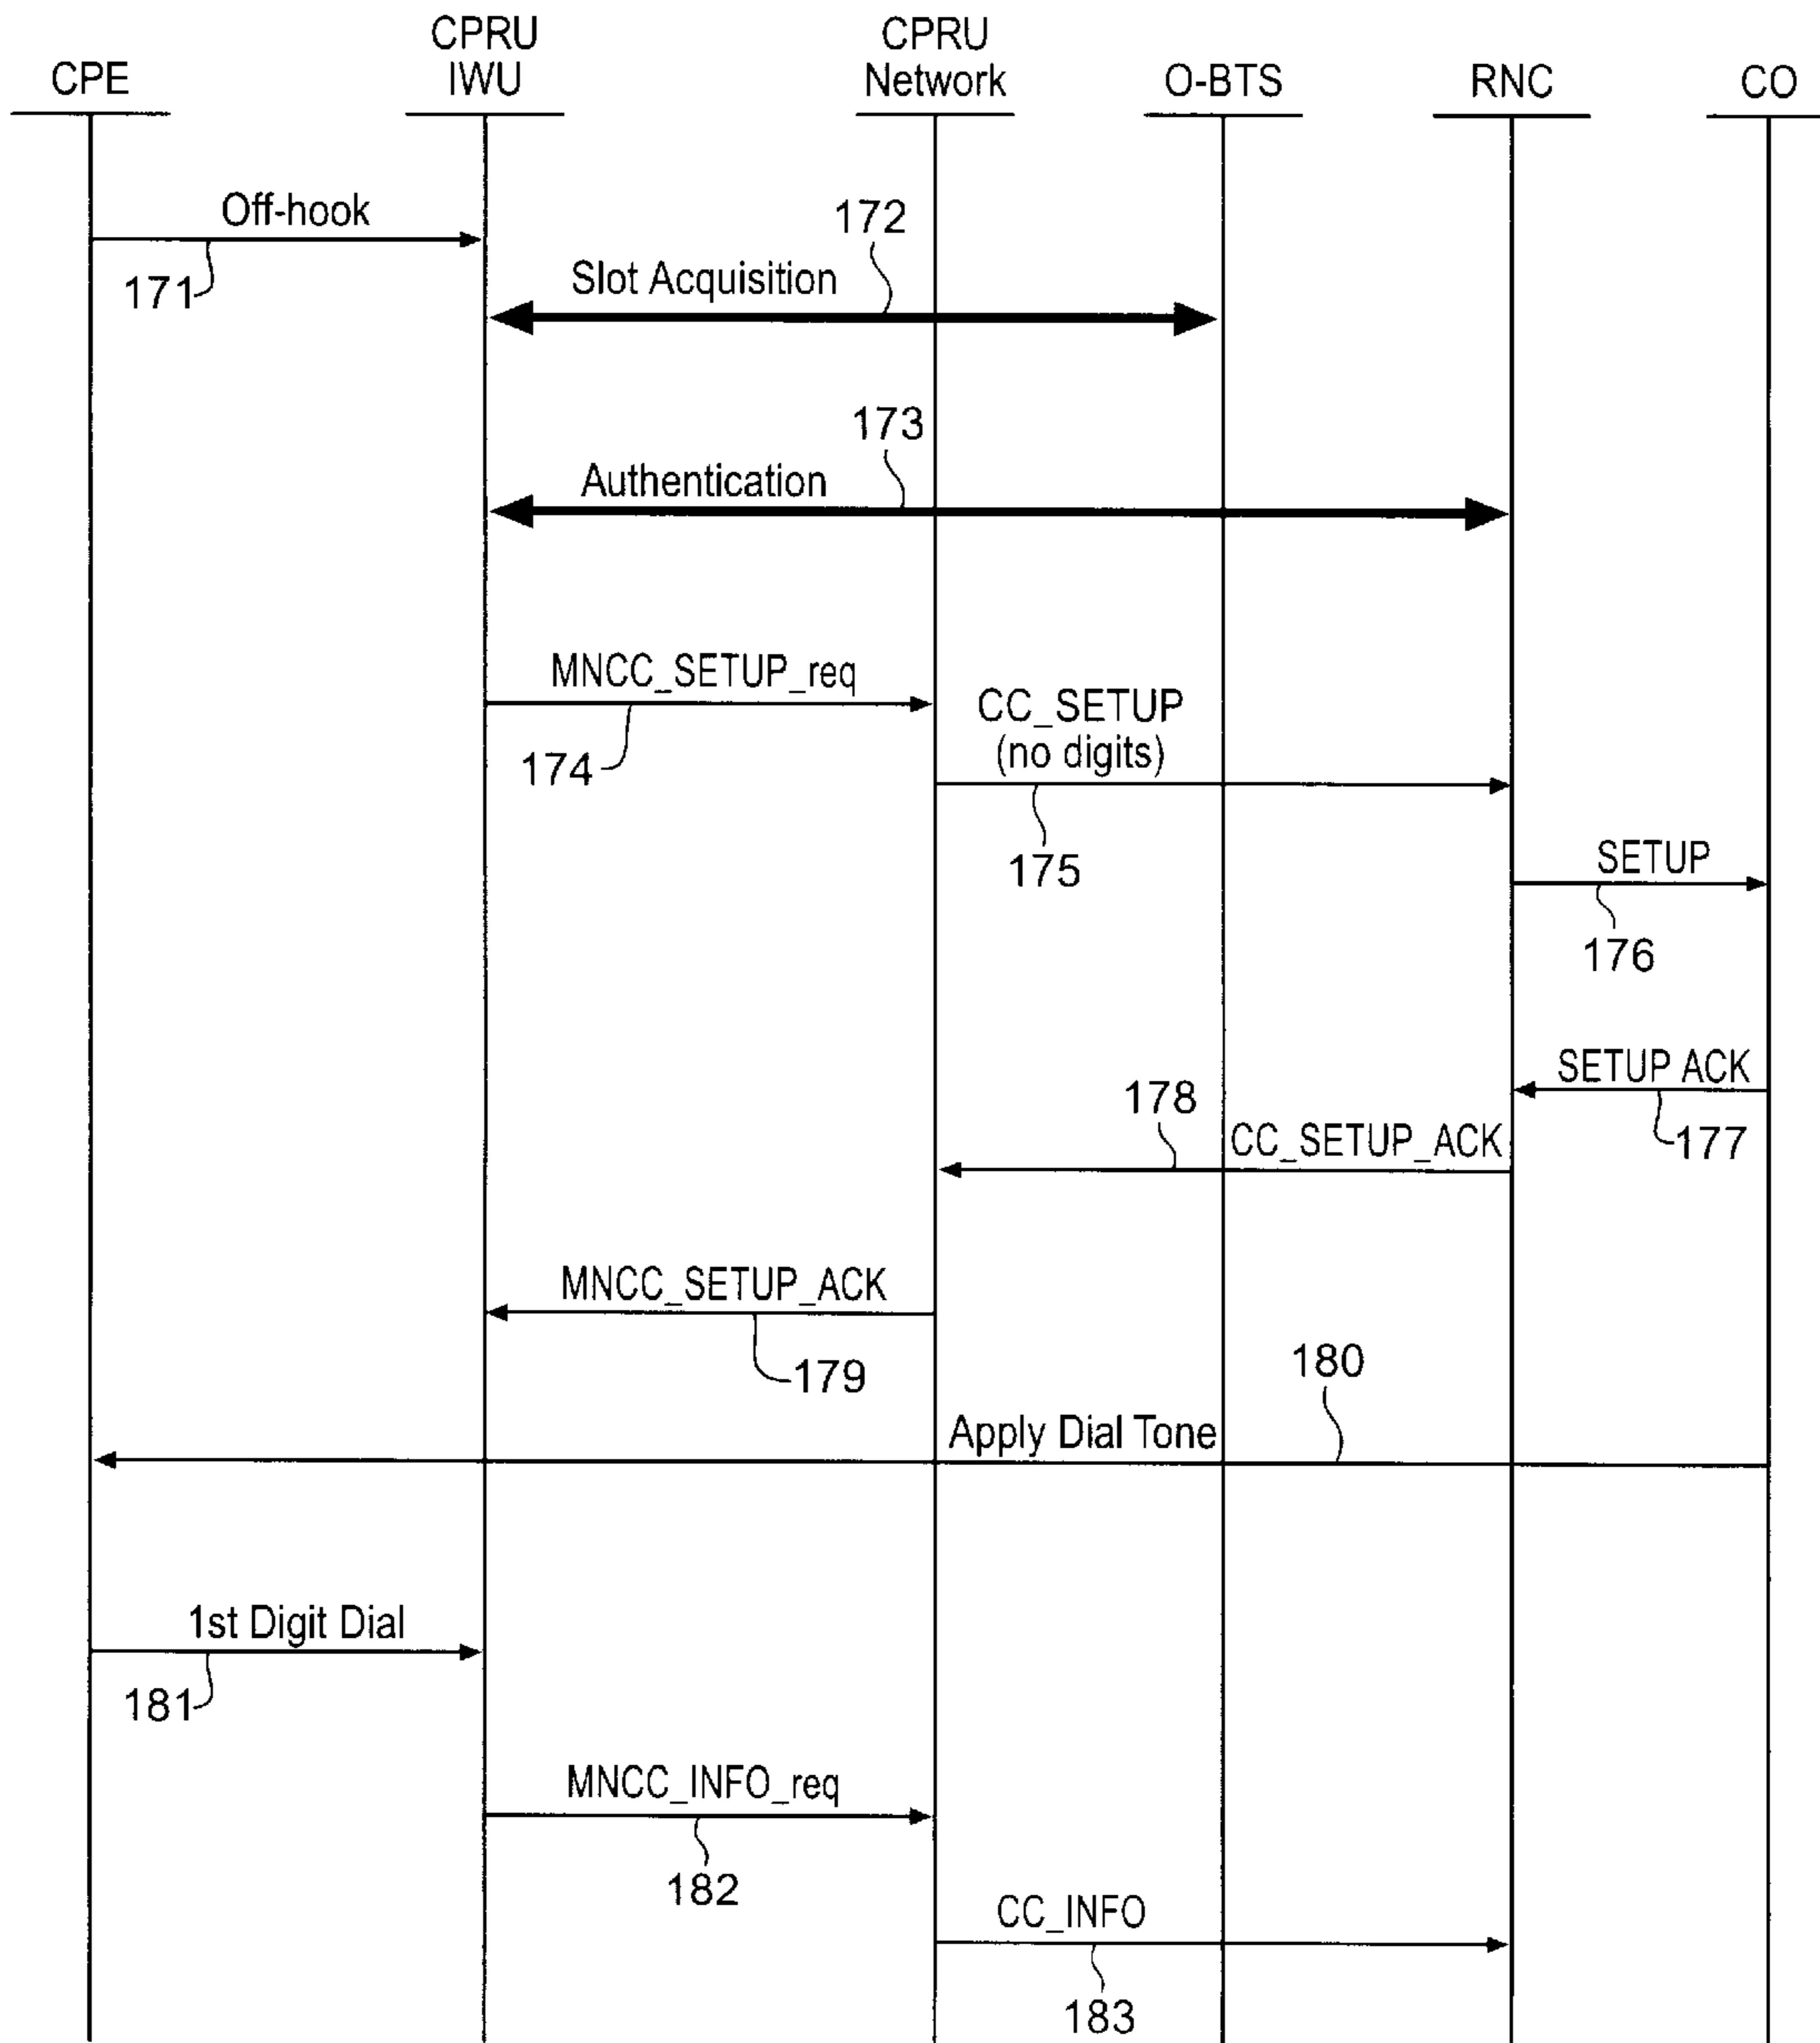 CPE
CPRU
IWU
CPRU
Network
O-BTS
RNC
CO
Off-hook
171
172
Slot Acquisition
173
Authentication
MNCC_SETUP_req
174
CC_SETUP
(no digits)
175
SETUP
176
SETUP ACK
177
178
CC_SETUP_ACK
MNCC_SETUP_ACK
179
180
Apply Dial Tone
1st Digit Dial
181
MNCC_INFO_req
182
CC_INFO
183